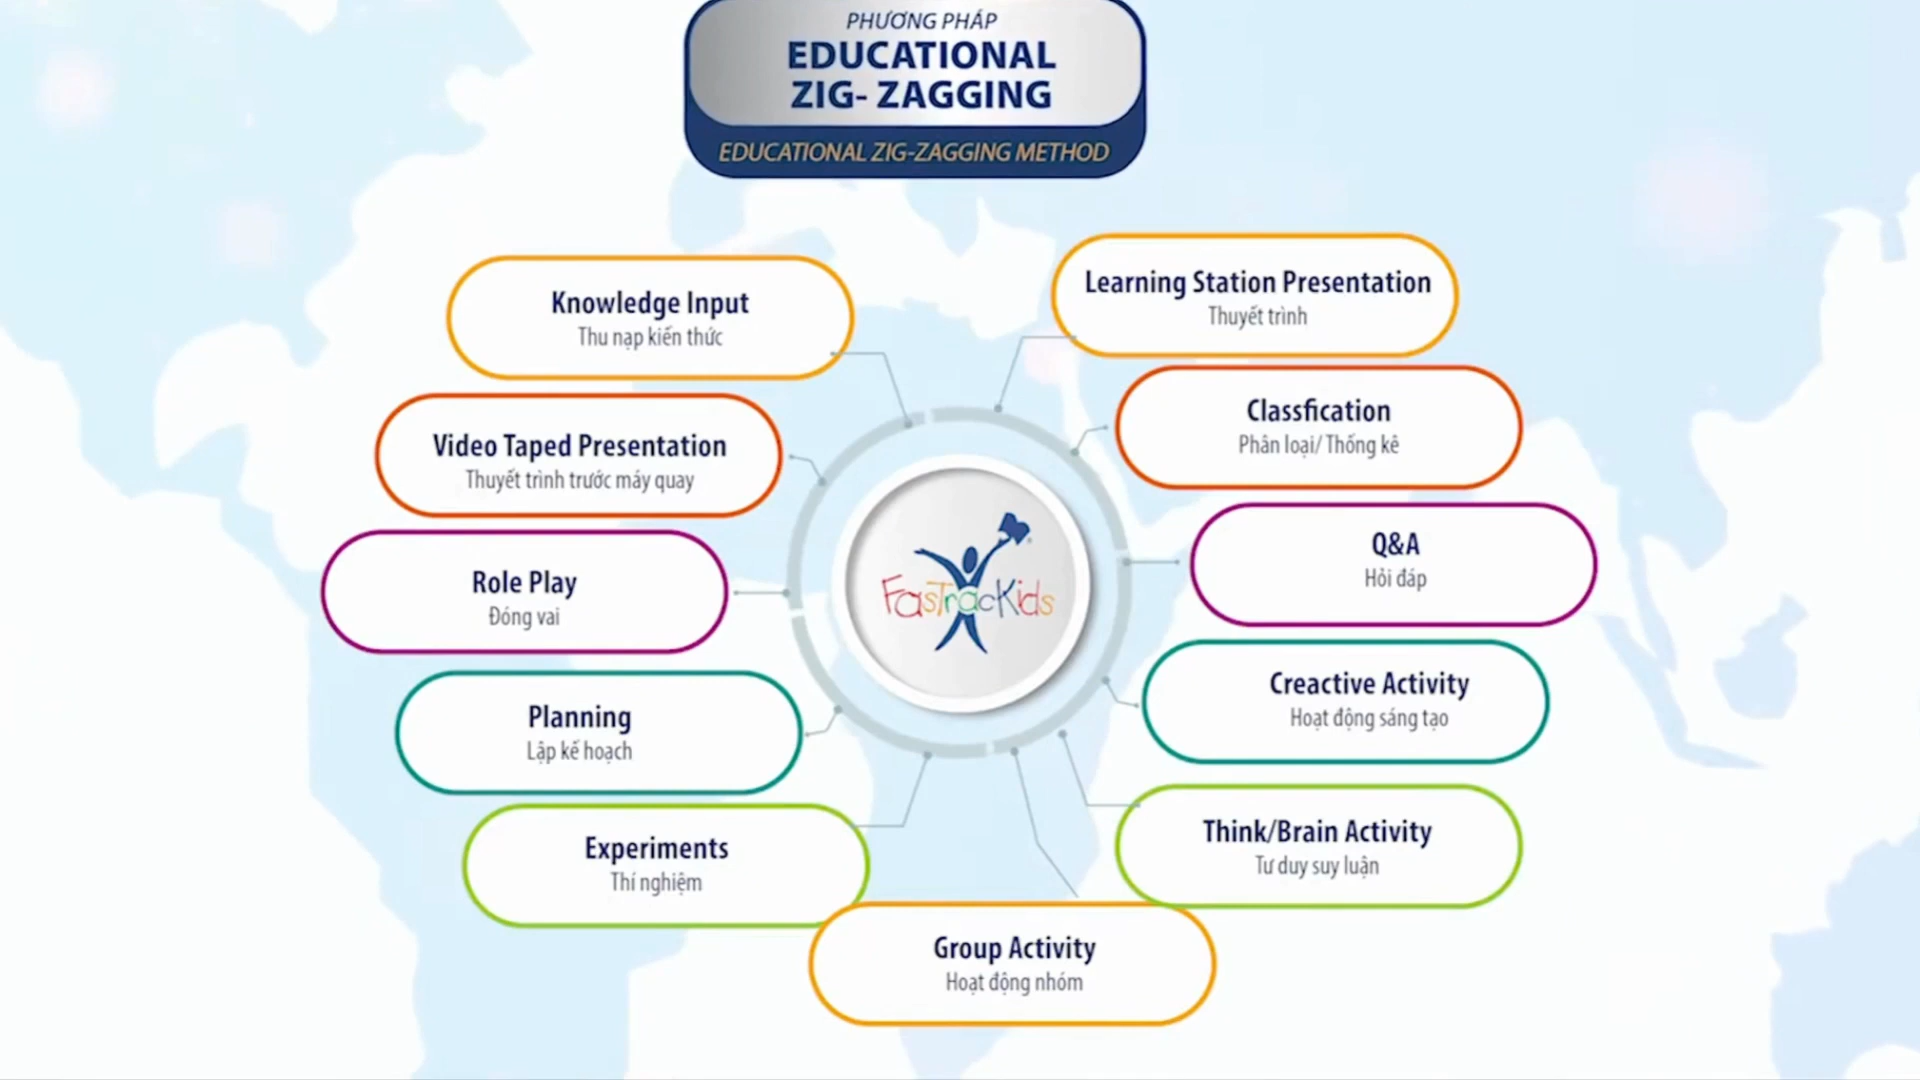 PHƯƠNG PHÁP
EDUCATIONAL
ZIG- ZAGGING
EDUCATIONAL ZIG-ZAGGING METHOD
Knowledge Input
Thu nạp kiến thức
Learning Station Presentation
Thuyết trình
Video Taped Presentation
Thuyết trình trước máy quay
Classfication
Phân loại/ Thống kê
Role Play
Đóng vai
Q&A
Hỏi đáp
FasTracKids
Planning
Lập kế hoạch
Creactive Activity
Hoạt động sáng tạo
Experiments
Thí nghiệm
Think/Brain Activity
Tư duy suy luận
Group Activity
Hoạt động nhóm